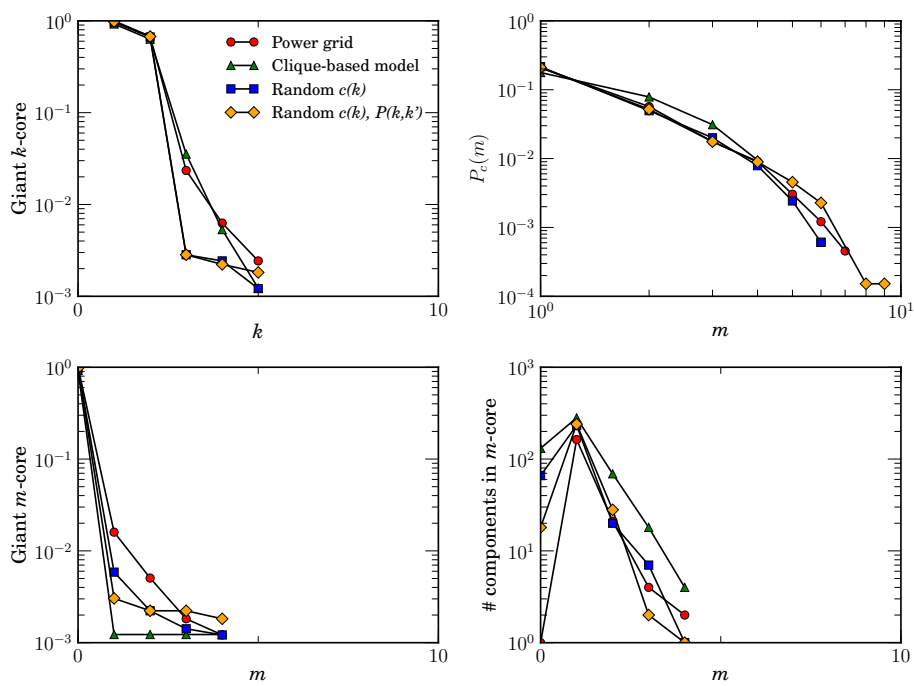 10⁰
10⁻¹
10⁻²
10⁻³
0
10
k
Giant k-core
Power grid
Clique-based model
Random c(k)
Random c(k), P(k,k')
10⁰
10⁻¹
10⁻²
10⁻³
10⁻⁴
10⁰
10¹
m
P_c(m)
10⁰
10⁻¹
10⁻²
10⁻³
0
10
m
Giant m-core
10³
10²
10¹
10⁰
0
10
m
# components in m-core